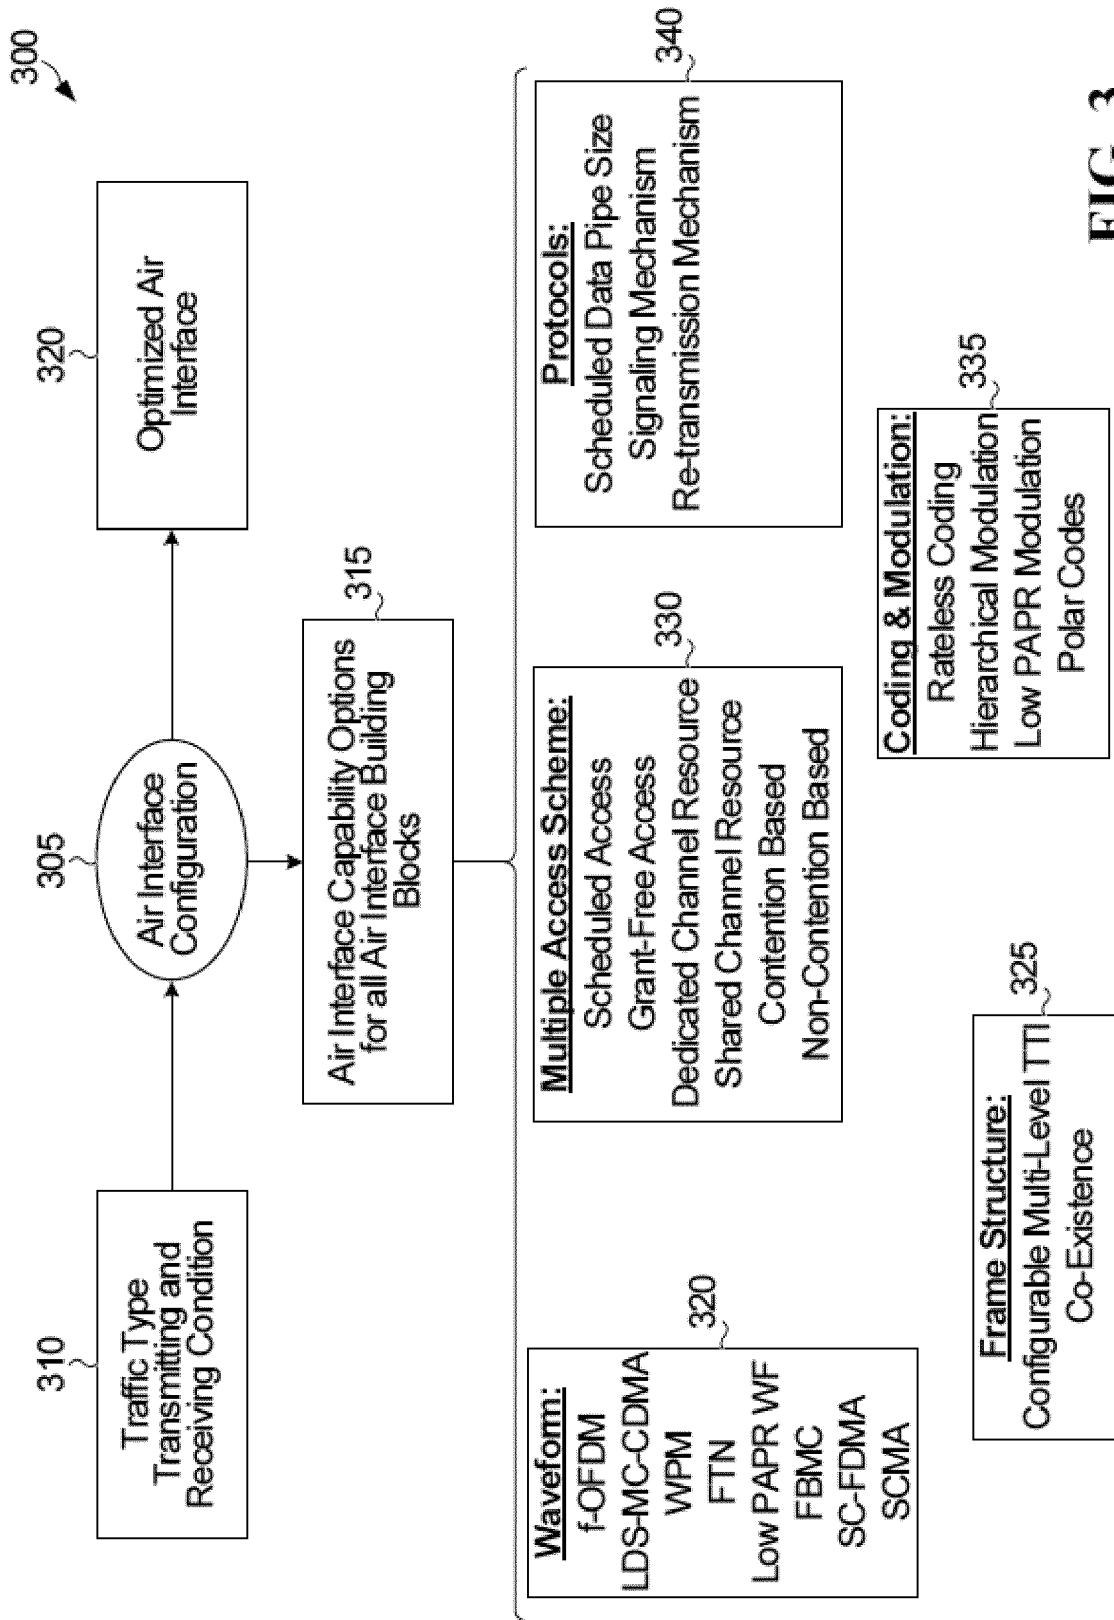 300
310
Traffic Type
Transmitting and
Receiving Condition
305
Air Interface
Configuration
320
Optimized Air
Interface
315
Air Interface Capability Options
for all Air Interface Building
Blocks
Waveform:
f-OFDM
LDS-MC-CDMA
WPM
FTN
Low PAPR WF
FBMC
SC-FDMA
SCMA
320
Multiple Access Scheme:
Scheduled Access
Grant-Free Access
Dedicated Channel Resource
Shared Channel Resource
Contention Based
Non-Contention Based
330
Protocols:
Scheduled Data Pipe Size
Signaling Mechanism
Re-transmission Mechanism
340
Frame Structure:
Configurable Multi-Level TTI
Co-Existence
325
Coding & Modulation:
Rateless Coding
Hierarchical Modulation
Low PAPR Modulation
Polar Codes
335
FIG. 3